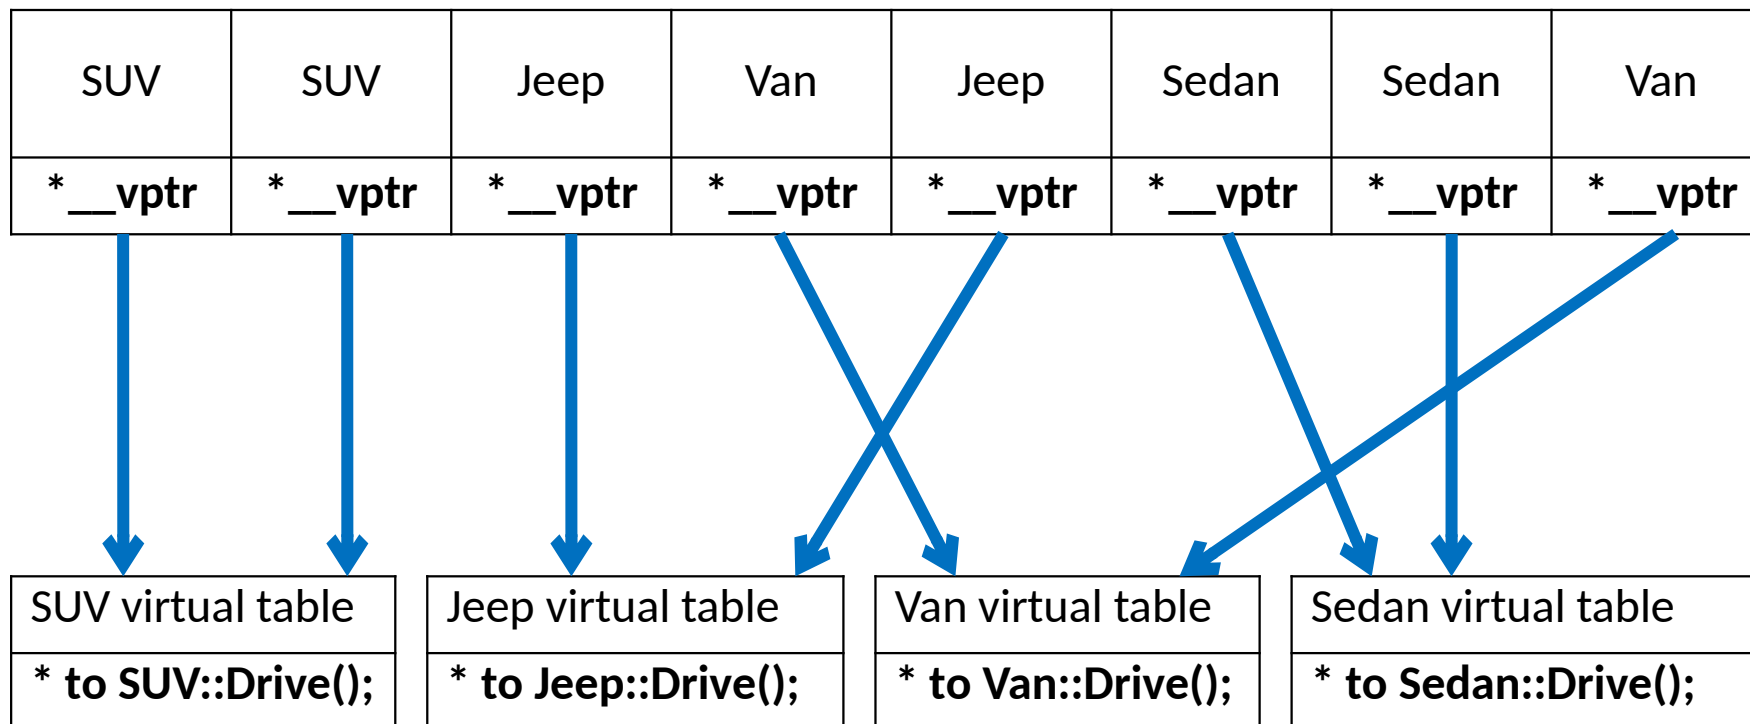 SUV SUV Jeep Van Jeep Sedan Sedan Van
*__vptr *__vptr *__vptr *__vptr *__vptr *__vptr *__vptr *__vptr
SUV virtual table Jeep virtual table Van virtual table Sedan virtual table
* to SUV::Drive(); * to Jeep::Drive(); * to Van::Drive(); * to Sedan::Drive();